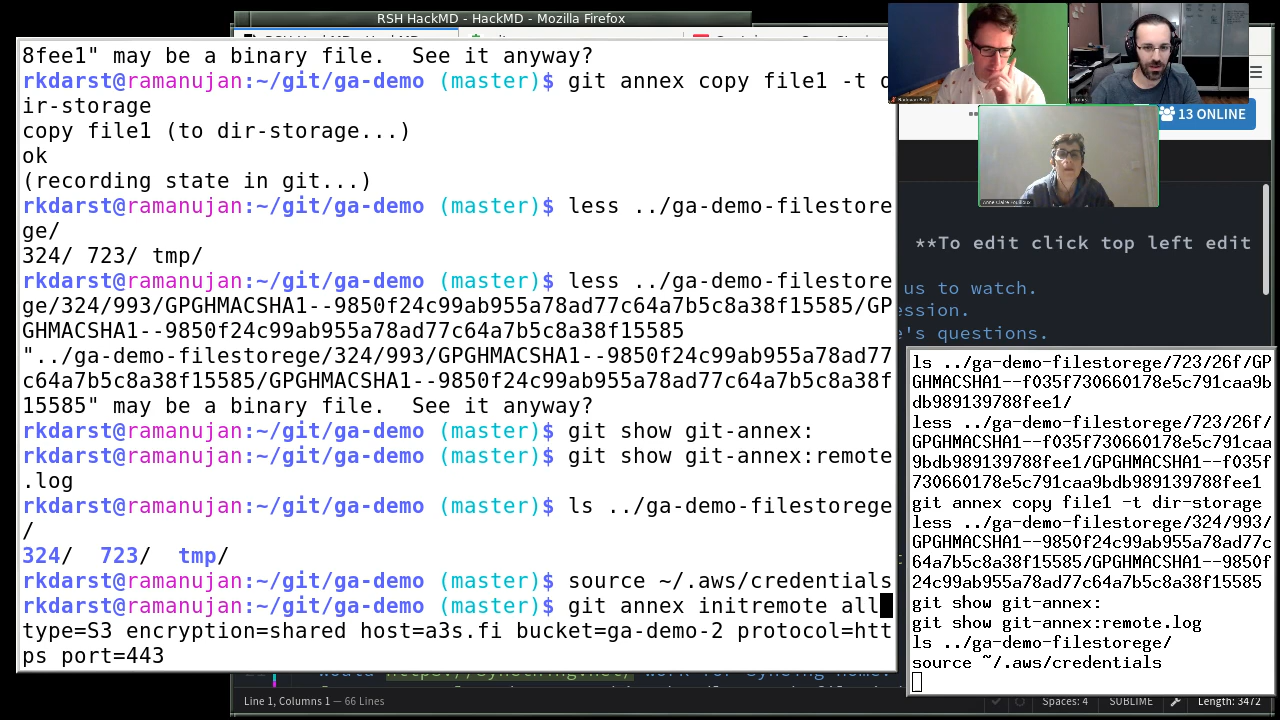 RSH HackMD - HackMD - Mozilla Firefox
8fee1" may be a binary file.  See it anyway?
rkdarst@ramanujan:~/git/ga-demo (master)$ git annex copy file1 -t d
ir-storage
copy file1 (to dir-storage...)
ok
(recording state in git...)
rkdarst@ramanujan:~/git/ga-demo (master)$ less ../ga-demo-filestore
ge/
324/ 723/ tmp/
rkdarst@ramanujan:~/git/ga-demo (master)$ less ../ga-demo-filestore
ge/324/993/GPGHMACSHA1--9850f24c99ab955a78ad77c64a7b5c8a38f15585/GP
GHMACSHA1--9850f24c99ab955a78ad77c64a7b5c8a38f15585
"../ga-demo-filestorege/324/993/GPGHMACSHA1--9850f24c99ab955a78ad77
c64a7b5c8a38f15585/GPGHMACSHA1--9850f24c99ab955a78ad77c64a7b5c8a38f
15585" may be a binary file.  See it anyway?
rkdarst@ramanujan:~/git/ga-demo (master)$ git show git-annex:
rkdarst@ramanujan:~/git/ga-demo (master)$ git show git-annex:remote
.log
rkdarst@ramanujan:~/git/ga-demo (master)$ ls ../ga-demo-filestorege
/
324/  723/  tmp/
rkdarst@ramanujan:~/git/ga-demo (master)$ source ~/.aws/credentials
rkdarst@ramanujan:~/git/ga-demo (master)$ git annex initremote all
type=S3 encryption=shared host=a3s.fi bucket=ga-demo-2 protocol=htt
ps port=443
13 ONLINE
**To edit click top left edit
us to watch.
ession.
e's questions.
ls ../ga-demo-filestorege/723/26f/GP
GHMACSHA1--f035f730660178e5c791caa9b
db989139788fee1/
less ../ga-demo-filestorege/723/26f/
GPGHMACSHA1--f035f730660178e5c791caa
9bdb989139788fee1/GPGHMACSHA1--f035f
730660178e5c791caa9bdb989139788fee1
git annex copy file1 -t dir-storage
less ../ga-demo-filestorege/324/993/
GPGHMACSHA1--9850f24c99ab955a78ad77c
64a7b5c8a38f15585/GPGHMACSHA1--9850f
24c99ab955a78ad77c64a7b5c8a38f15585
git show git-annex:
git show git-annex:remote.log
ls ../ga-demo-filestorege/
source ~/.aws/credentials
Line 1, Columns 1 — 66 Lines
Spaces: 4
SUBLIME
Length: 3472